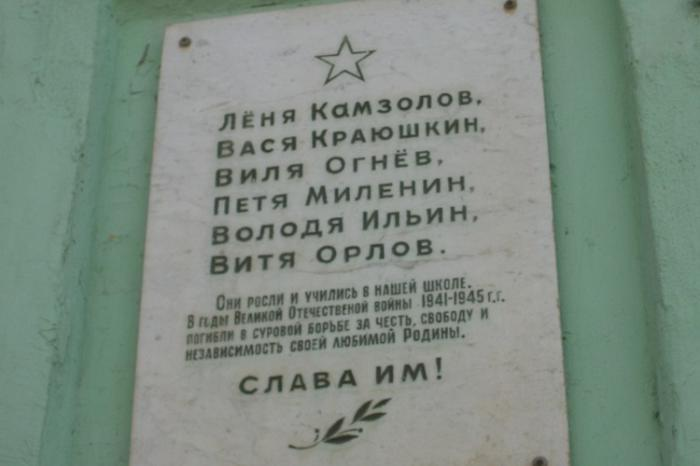 Лёня Камзолов,
Вася Краюшкин,
Виля Огнёв,
Петя Миленин,
Володя Ильин,
Витя Орлов.
Они росли и учились в нашей школе.
В годы Великой Отечественой войны 1941-1945 г.г.
погибли в суровой борьбе за честь, свободу и
независимость своей любимой Родины.
Слава им!